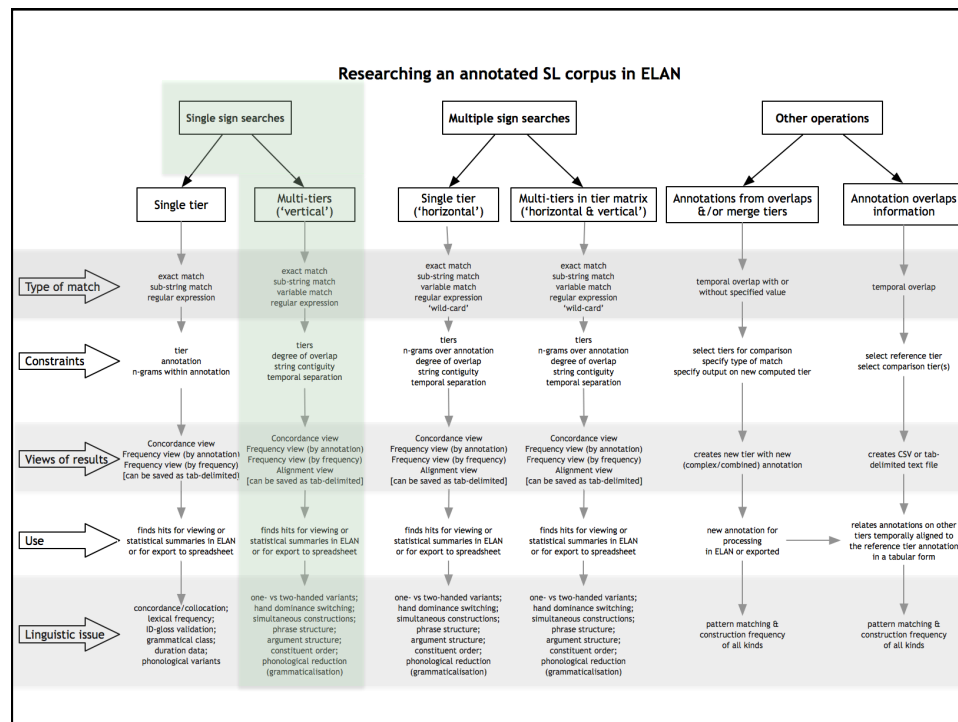 Researching an annotated SL corpus in ELAN
Single sign searches
Multiple sign searches
Other operations
Single tier
Multi-tiers
(‘vertical’)
Single tier
(‘horizontal’)
Multi-tiers in tier matrix
(‘horizontal & vertical’)
Annotations from overlaps
&/or merge tiers
Annotation overlaps
information
Type of match
exact match
sub-string match
regular expression
exact match
sub-string match
variable match
regular expression
exact match
sub-string match
variable match
regular expression
‘wild-card’
exact match
sub-string match
variable match
regular expression
‘wild-card’
temporal overlap with or
without specified value
temporal overlap
Constraints
tier
annotation
n-grams within annotation
tiers
degree of overlap
string contiguity
temporal separation
tiers
n-grams over annotation
degree of overlap
string contiguity
temporal separation
tiers
n-grams over annotation
degree of overlap
string contiguity
temporal separation
select tiers for comparison
specify type of match
specify output on new computed tier
select reference tier
select comparison tier(s)
Views of results
Concordance view
Frequency view (by annotation)
Frequency view (by frequency)
[can be saved as tab-delimited]
Concordance view
Frequency view (by annotation)
Frequency view (by frequency)
Alignment view
[can be saved as tab-delimited]
Concordance view
Frequency view (by annotation)
Frequency view (by frequency)
Alignment view
[can be saved as tab-delimited]
Concordance view
Frequency view (by annotation)
Frequency view (by frequency)
Alignment view
[can be saved as tab-delimited]
creates new tier with new
(complex/combined) annotation
creates CSV or tab-
delimited text file
Use
finds hits for viewing or
statistical summaries in ELAN
or for export to spreadsheet
finds hits for viewing or
statistical summaries in ELAN
or for export to spreadsheet
finds hits for viewing or
statistical summaries in ELAN
or for export to spreadsheet
finds hits for viewing or
statistical summaries in ELAN
or for export to spreadsheet
new annotation for
processing
in ELAN or exported
relates annotations on other
tiers temporally aligned to
the reference tier annotation
in a tabular form
Linguistic issue
concordance/collocation;
lexical frequency;
ID-gloss validation;
grammatical class;
duration data;
phonological variants
one- vs two-handed variants;
hand dominance switching;
simultaneous constructions;
phrase structure;
argument structure;
constituent order;
phonological reduction
(grammaticalisation)
one- vs two-handed variants;
hand dominance switching;
simultaneous constructions;
phrase structure;
argument structure;
constituent order;
phonological reduction
(grammaticalisation)
one- vs two-handed variants;
hand dominance switching;
simultaneous constructions;
phrase structure;
argument structure;
constituent order;
phonological reduction
(grammaticalisation)
pattern matching &
construction frequency
of all kinds
pattern matching &
construction frequency
of all kinds